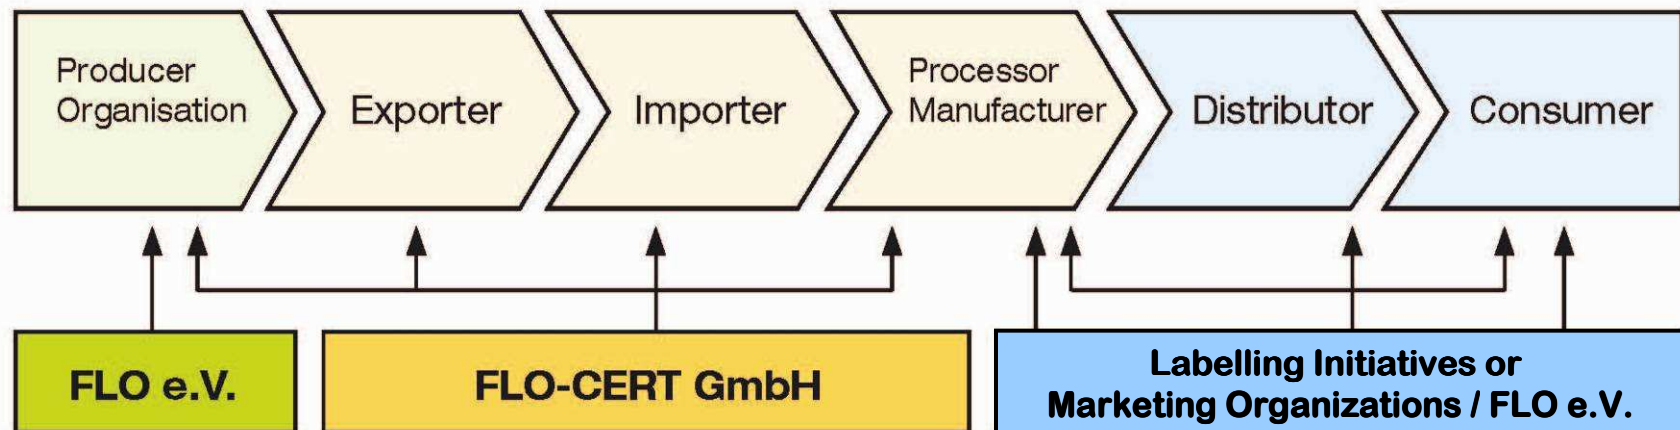 Producer
Organisation
Exporter
Importer
Processor
Manufacturer
Distributor
Consumer
FLO e.V.
FLO-CERT GmbH
Labelling Initiatives or
Marketing Organizations / FLO e.V.